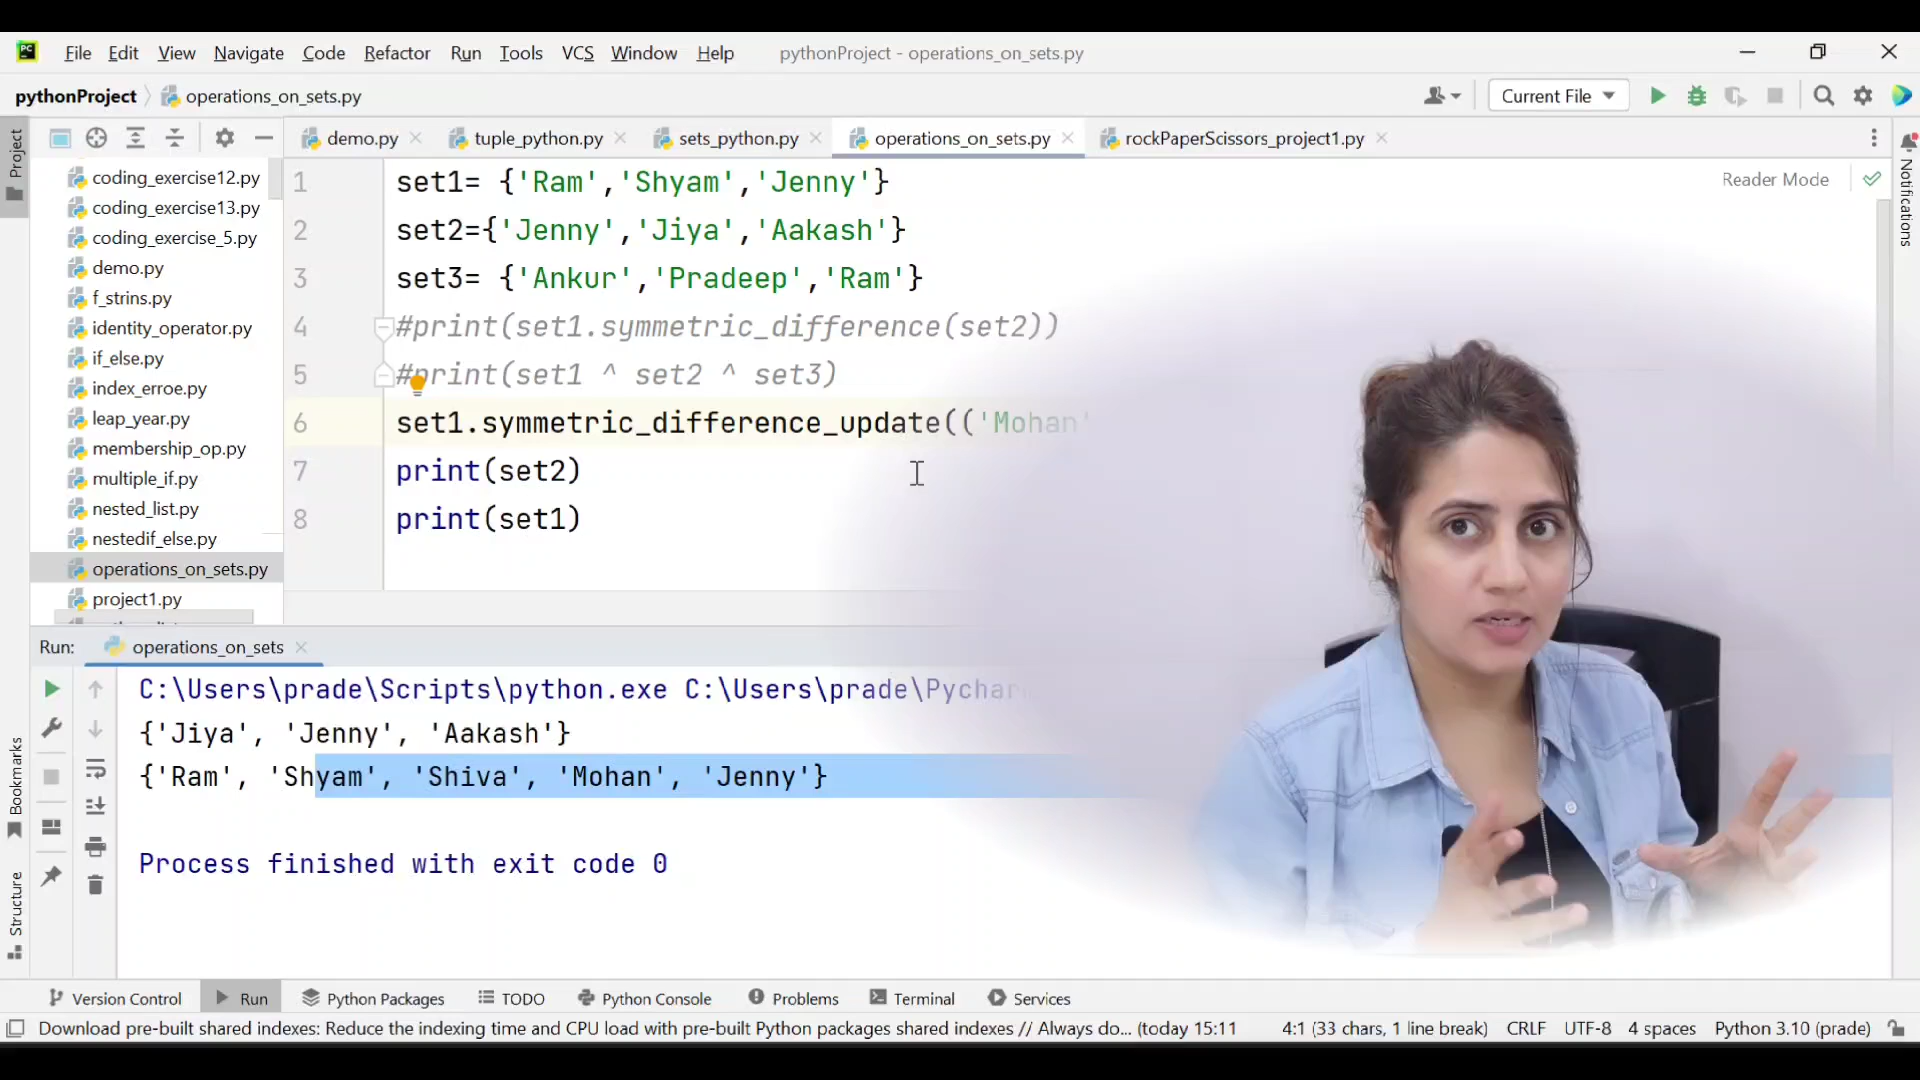 PC File Edit View Navigate Code Refactor Run Tools VCS Window Help pythonProject - operations_on_sets.py
pythonProject operations_on_sets.py Current File
Project
demo.py tuple_python.py sets_python.py operations_on_sets.py rockPaperScissors_project1.py
Notifications
coding_exercise12.py
coding_exercise13.py
coding_exercise_5.py
demo.py
f_strins.py
identity_operator.py
if_else.py
index_erroe.py
leap_year.py
membership_op.py
multiple_if.py
nested_list.py
nestedif_else.py
operations_on_sets.py
project1.py
Reader Mode
1 set1= {'Ram','Shyam','Jenny'}
2 set2={'Jenny','Jiya','Aakash'}
3 set3= {'Ankur','Pradeep','Ram'}
4 #print(set1.symmetric_difference(set2))
5 #print(set1 ^ set2 ^ set3)
6 set1.symmetric_difference_update(('Mohan'
7 print(set2)
8 print(set1)
Run: operations_on_sets
C:\Users\prade\Scripts\python.exe C:\Users\prade\Pychar
{'Jiya', 'Jenny', 'Aakash'}
{'Ram', 'Shyam', 'Shiva', 'Mohan', 'Jenny'}
Process finished with exit code 0
Bookmarks
Structure
Version Control Run Python Packages TODO Python Console Problems Terminal Services
Download pre-built shared indexes: Reduce the indexing time and CPU load with pre-built Python packages shared indexes // Always do... (today 15:11 4:1 (33 chars, 1 line break) CRLF UTF-8 4 spaces Python 3.10 (prade)